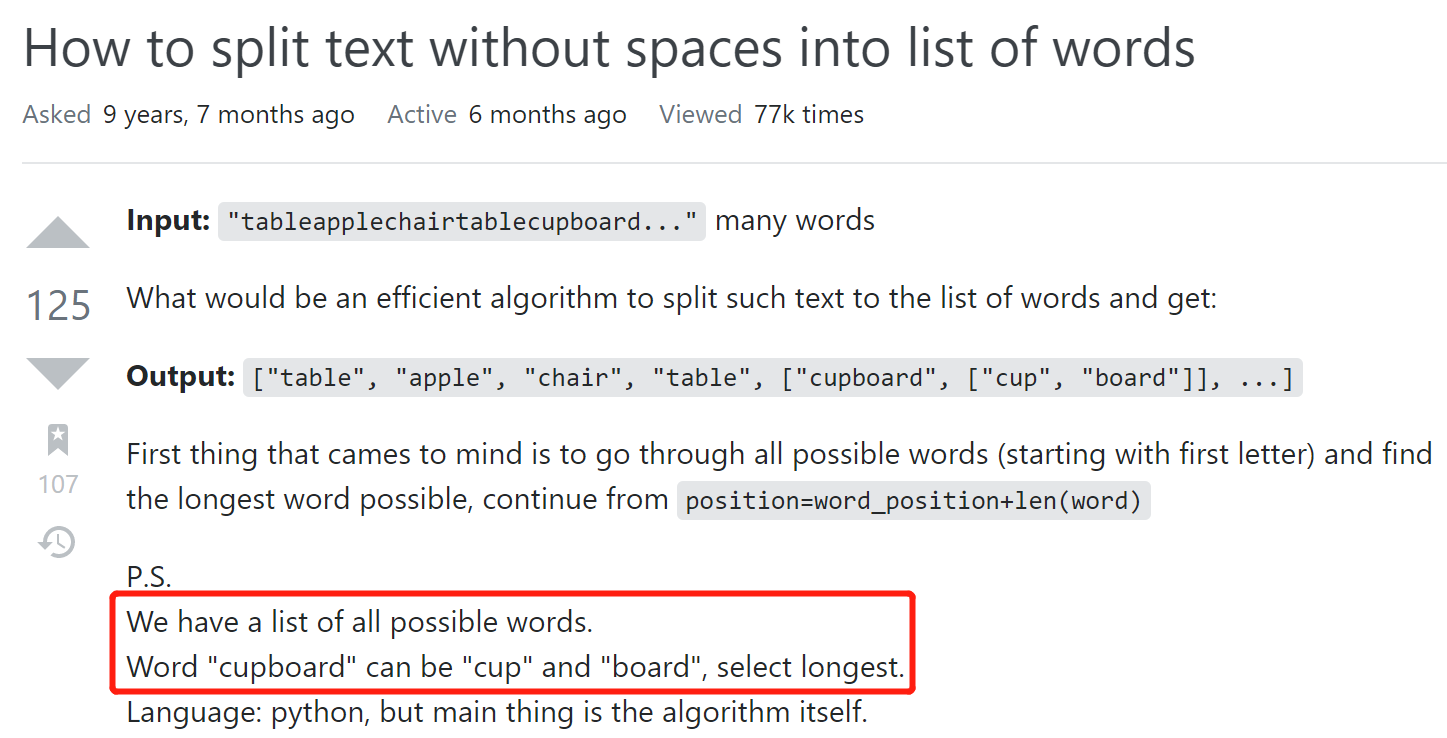 How to split text without spaces into list of words
Asked 9 years, 7 months ago Active 6 months ago Viewed 77k times
Input: "tableapplechairtablecupboard..." many words
125
What would be an efficient algorithm to split such text to the list of words and get:
Output: ["table", "apple", "chair", "table", ["cupboard", ["cup", "board"]], ...]
First thing that cames to mind is to go through all possible words (starting with first letter) and find
107
the longest word possible, continue from position=word_position+len(word)
P.S.
We have a list of all possible words.
Word "cupboard" can be "cup" and "board", select longest.
Language: python, but main thing is the algorithm itself.